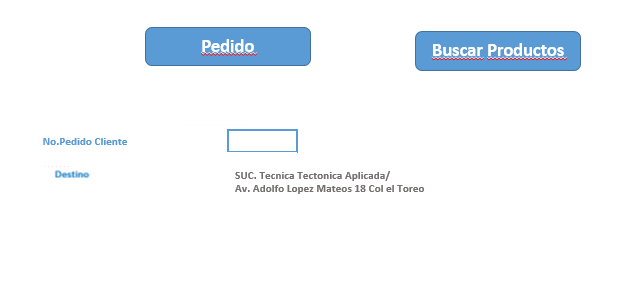 Pedido
Buscar Productos
No.Pedido Cliente
Destino
SUC. Tecnica Tectonica Aplicada/
Av. Adolfo Lopez Mateos 18 Col el Toreo